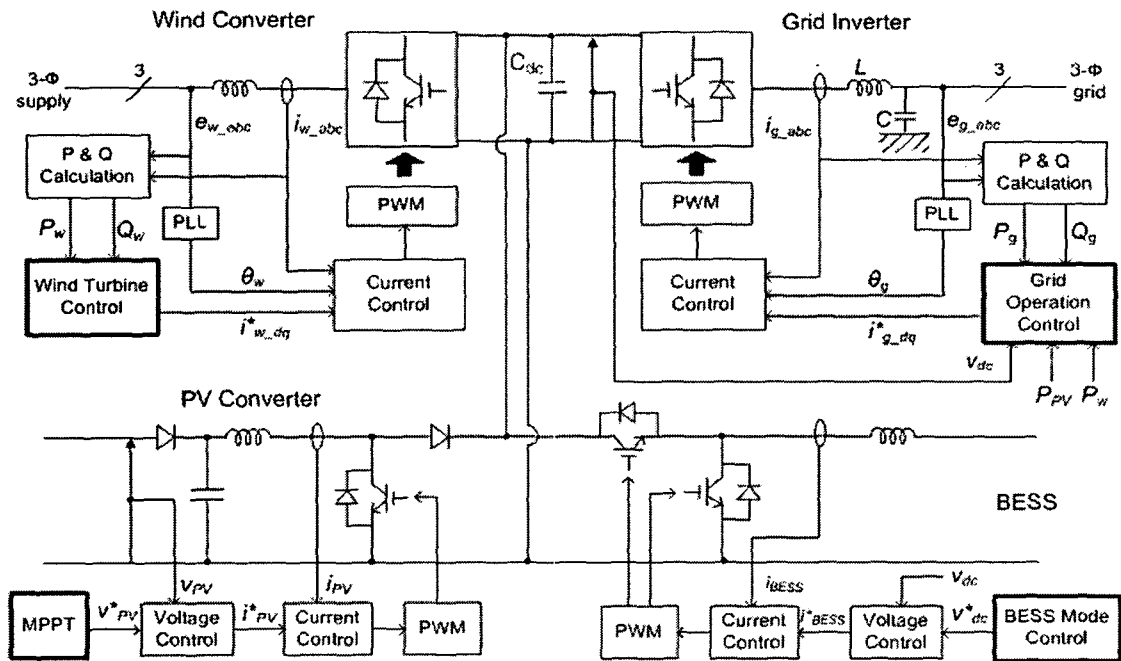 Wind Converter
Grid Inverter
3-Φ
supply
3
C_dc
L
3
3-Φ
grid
e_w_abc
i_w_abc
i_g_abc
C
e_g_abc
P & Q
Calculation
P & Q
Calculation
PWM
PWM
P_w
Q_w
PLL
PLL
P_g
Q_g
Wind Turbine
Control
θ_w
Current
Control
Current
Control
θ_g
Grid
Operation
Control
i*_w_dq
i*_g_dq
v_dc
P_PV
P_w
PV Converter
BESS
v_PV
i_PV
i_BESS
v_dc
MPPT
v*_PV
Voltage
Control
i*_PV
Current
Control
PWM
PWM
Current
Control
i*_BESS
Voltage
Control
v*_dc
BESS Mode
Control